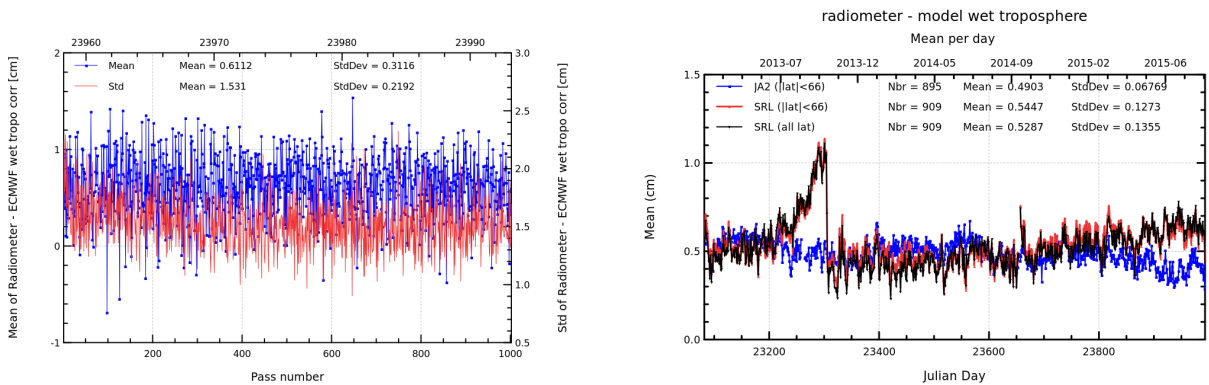 23960 23970 23980 23990
2 3.0
Mean Mean = 0.6112 StdDev = 0.3116
Std Mean = 1.531 StdDev = 0.2192
2.5
1 2.0
1.5
0
1.0
-1 0.5
200 400 600 800 1000
Pass number
Mean of Radiometer - ECMWF wet tropo corr [cm]
Std of Radiometer - ECMWF wet tropo corr [cm]
radiometer - model wet troposphere
Mean per day
2013-07 2013-12 2014-05 2014-09 2015-02 2015-06
1.5
JA2 (|lat|<66) Nbr = 895 Mean = 0.4903 StdDev = 0.06769
SRL (|lat|<66) Nbr = 909 Mean = 0.5447 StdDev = 0.1273
SRL (all lat) Nbr = 909 Mean = 0.5287 StdDev = 0.1355
1.0
0.5
0.0
23200 23400 23600 23800
Julian Day
Mean (cm)